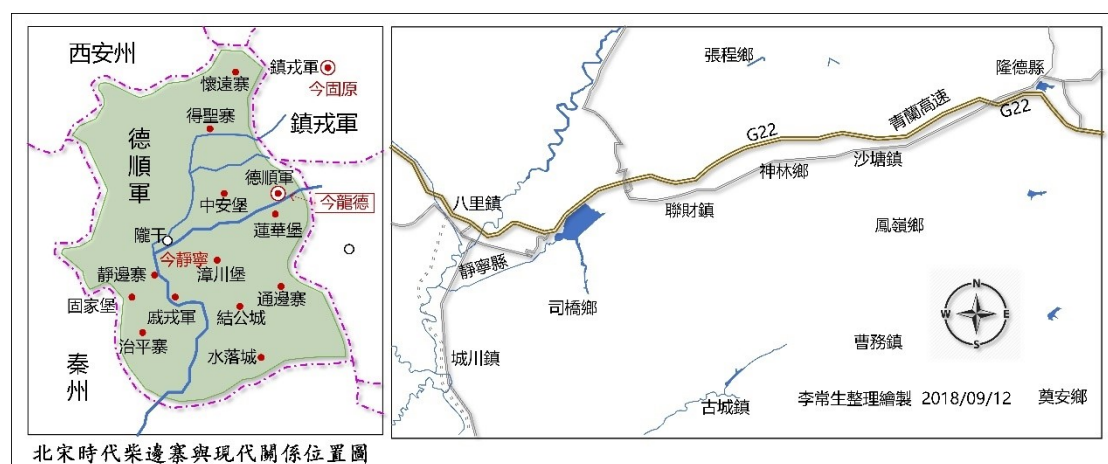 西安州
鎮戎軍
今固原
懷遠寨
得聖寨
鎮戎軍
德順軍
德順軍
中安堡
今龍德
蓮華堡
隴干
今靜寧
漳川堡
靜邊寨
通邊寨
固家堡
戚戎軍
結公城
治平寨
水落城
秦州
北宋時代柴邊寨與現代關係位置圖
張程鄉
隆德縣
青蘭高速
G22
G22
沙塘鎮
神林鄉
八里鎮
聯財鎮
鳳嶺鄉
靜寧縣
司橋鄉
N
W
E
S
城川鎮
曹務鎮
古城鎮
李常生整理繪製 2018/09/12
奠安鄉